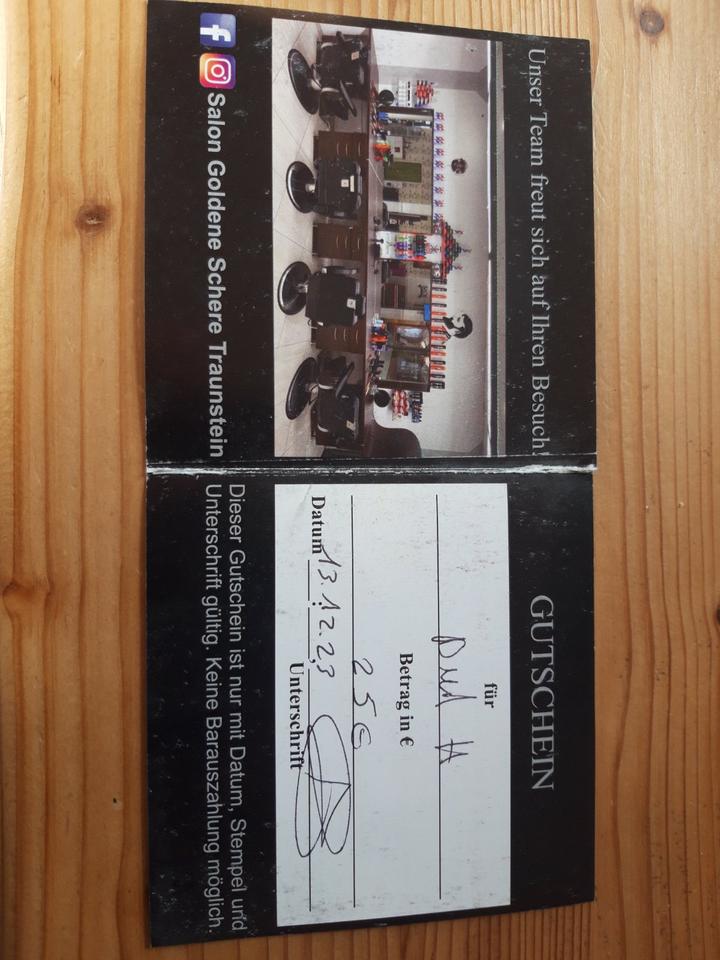 Unser Team freut sich auf Ihren Besuch!
Salon Goldene Schere Traunstein
GUTSCHEIN
für
H
Betrag in €
25€
Datum 13.12.23 Unterschrift
Dieser Gutschein ist nur mit Datum, Stempel und
Unterschrift gültig. Keine Barauszahlung möglich.